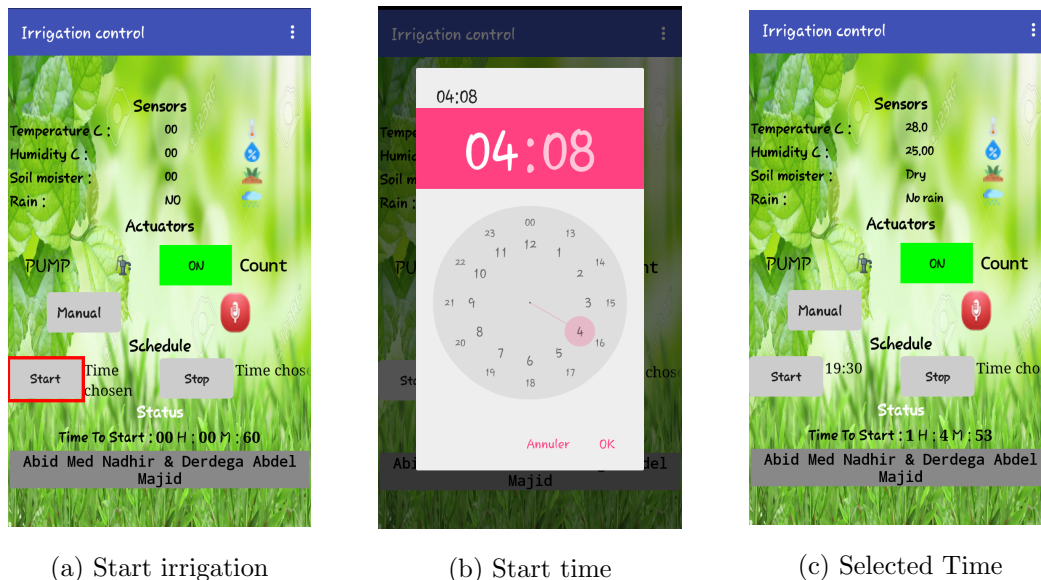 Irrigation control
Sensors
Temperature C : 00
Humidity C : 00
Soil moister : 00
Rain : NO
Actuators
PUMP ON Count
Manual
Schedule
Start Time chosen Stop Time chos
Status
Time To Start : 00 H : 00 M : 60
Abid Med Nadhir & Derdega Abdel
Majid
(a) Start irrigation
Irrigation control
04:08
04:08
00
23 13
12
11 1
22 14
10 2
21 9 3 15
8 4
20 16
7 5
6
19 17
18
Annuler OK
Majid
(b) Start time
Irrigation control
Sensors
Temperature C : 28.0
Humidity C : 25.00
Soil moister : Dry
Rain : No rain
Actuators
PUMP ON Count
Manual
Schedule
Start 19:30 Stop Time chos
Status
Time To Start : 1 H : 4 M : 53
Abid Med Nadhir & Derdega Abdel
Majid
(c) Selected Time